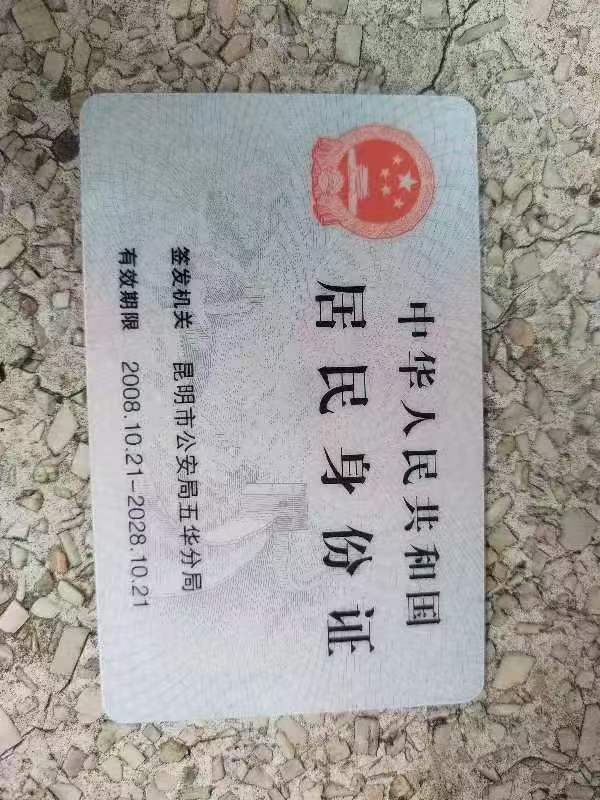 中华人民共和国
居民身份证
签发机关 昆明市公安局五华分局
有效期限 2008.10.21-2028.10.21